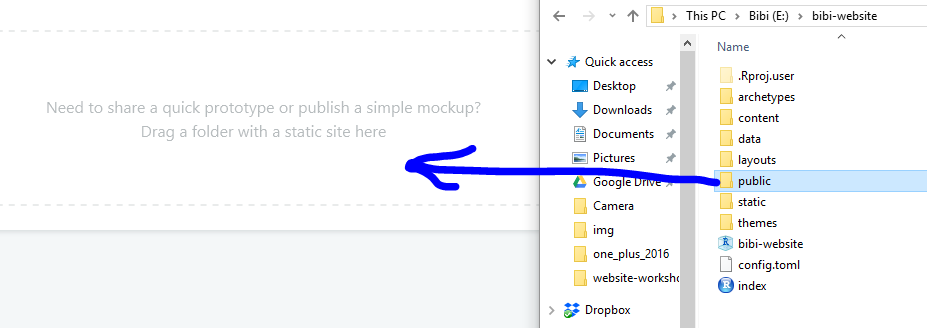 Need to share a quick prototype or publish a simple mockup?
Drag a folder with a static site here
This PC > Bibi (E:) > bibi-website
Quick access
Desktop
Downloads
Documents
Pictures
Google Drive
Camera
img
one_plus_2016
website-worksho
Dropbox
Name
.Rproj.user
archetypes
content
data
layouts
public
static
themes
bibi-website
config.toml
index